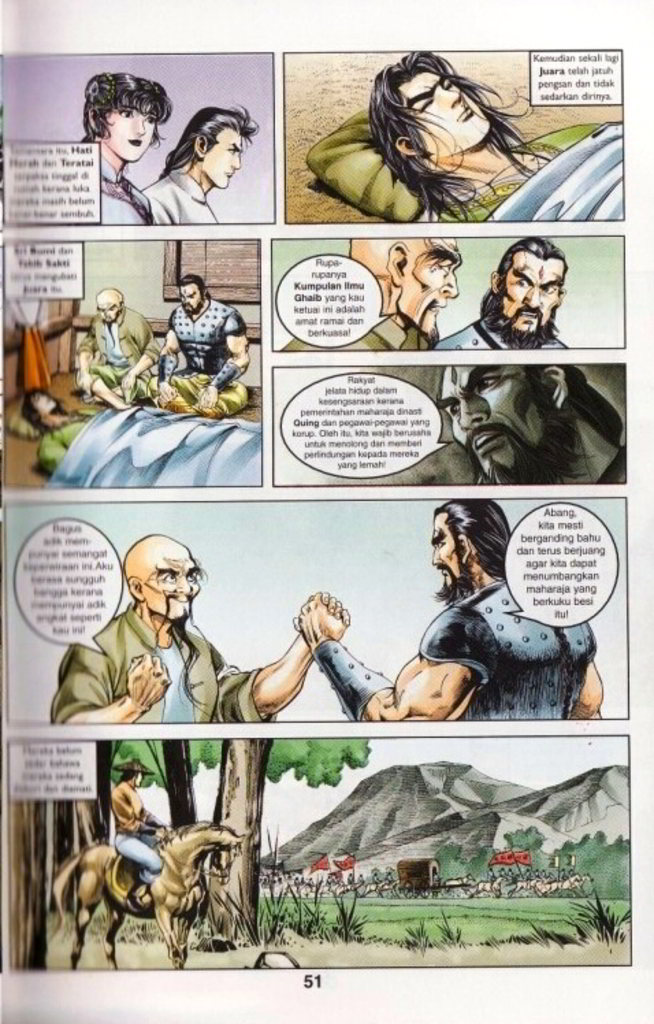 itu, Hati
Merah dan Teratai
terpaksa tinggal di
rumah kerana luka
mereka masih belum
benar-benar sembuh.
Kemudian sekali lagi
Juara telah jatuh
pengsan dan tidak
sedarkan dirinya.
Sri Bumi dan
Tabib Sakti
terus mengubati
Juara itu.
Rupa-
rupanya
Kumpulan Ilmu
Ghaib yang kau
ketuai ini adalah
amat ramai dan
berkuasa!
Rakyat
jelata hidup dalam
kesengsaraan kerana
pemerintahan maharaja dinasti
Quing dan pegawai-pegawai yang
korup. Oleh itu, kita wajib berusaha
untuk menolong dan memberi
perlindungan kepada mereka
yang lemah!
Bagus
adik mem-
punyai semangat
keperwiraan ini.Aku
berasa sungguh
bangga kerana
mempunyai adik
angkat seperti
kau ini!
Abang,
kita mesti
berganding bahu
dan terus berjuang
agar kita dapat
menumbangkan
maharaja yang
berkuku besi
itu!
Mereka belum
sedar bahawa
mereka sedang
diekori dan diamati.
51